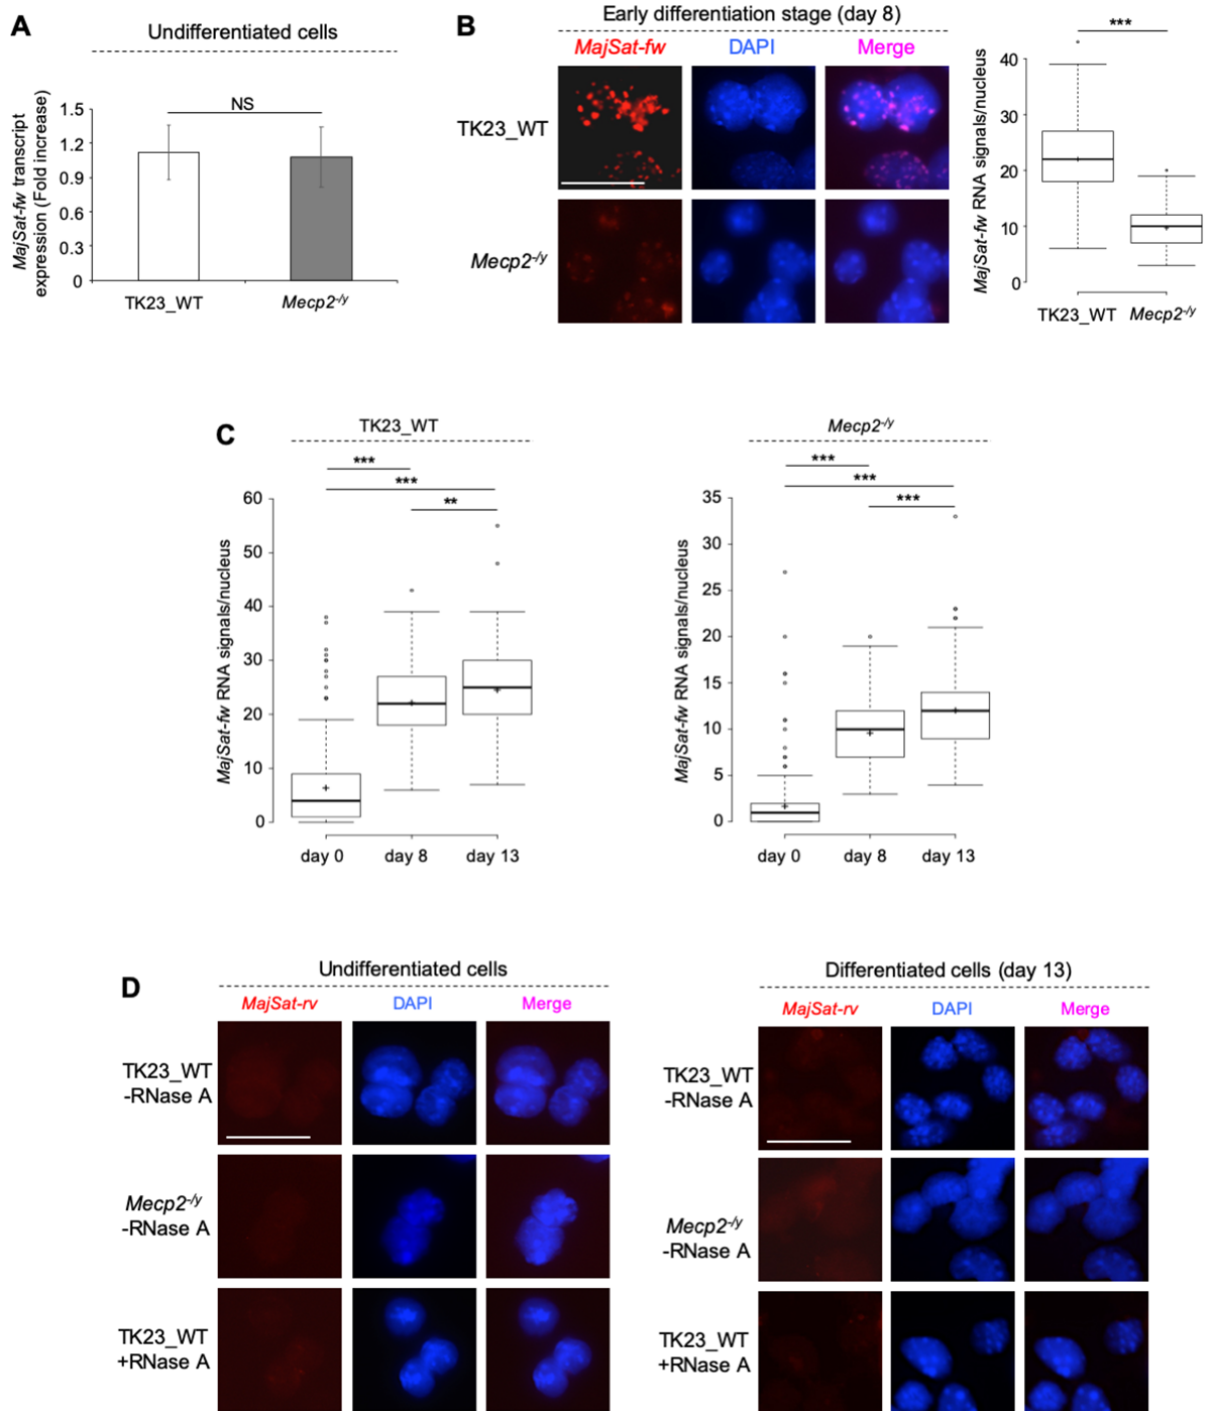 A
Undifferentiated cells
MajSat-fw transcript
expression (Fold increase)
1.5
1.2
0.9
0.6
0.3
0
NS
TK23_WT
Mecp2-/y
B
Early differentiation stage (day 8)
MajSat-fw
DAPI
Merge
TK23_WT
Mecp2-/y
***
MajSat-fw RNA signals/nucleus
40
30
20
10
0
TK23_WT
Mecp2-/y
C
TK23_WT
***
***
**
MajSat-fw RNA signals/nucleus
60
50
40
30
20
10
0
day 0
day 8
day 13
Mecp2-/y
***
***
***
MajSat-fw RNA signals/nucleus
35
30
25
20
15
10
5
0
day 0
day 8
day 13
D
Undifferentiated cells
MajSat-rv
DAPI
Merge
TK23_WT
-RNase A
Mecp2-/y
-RNase A
TK23_WT
+RNase A
Differentiated cells (day 13)
MajSat-rv
DAPI
Merge
TK23_WT
-RNase A
Mecp2-/y
-RNase A
TK23_WT
+RNase A